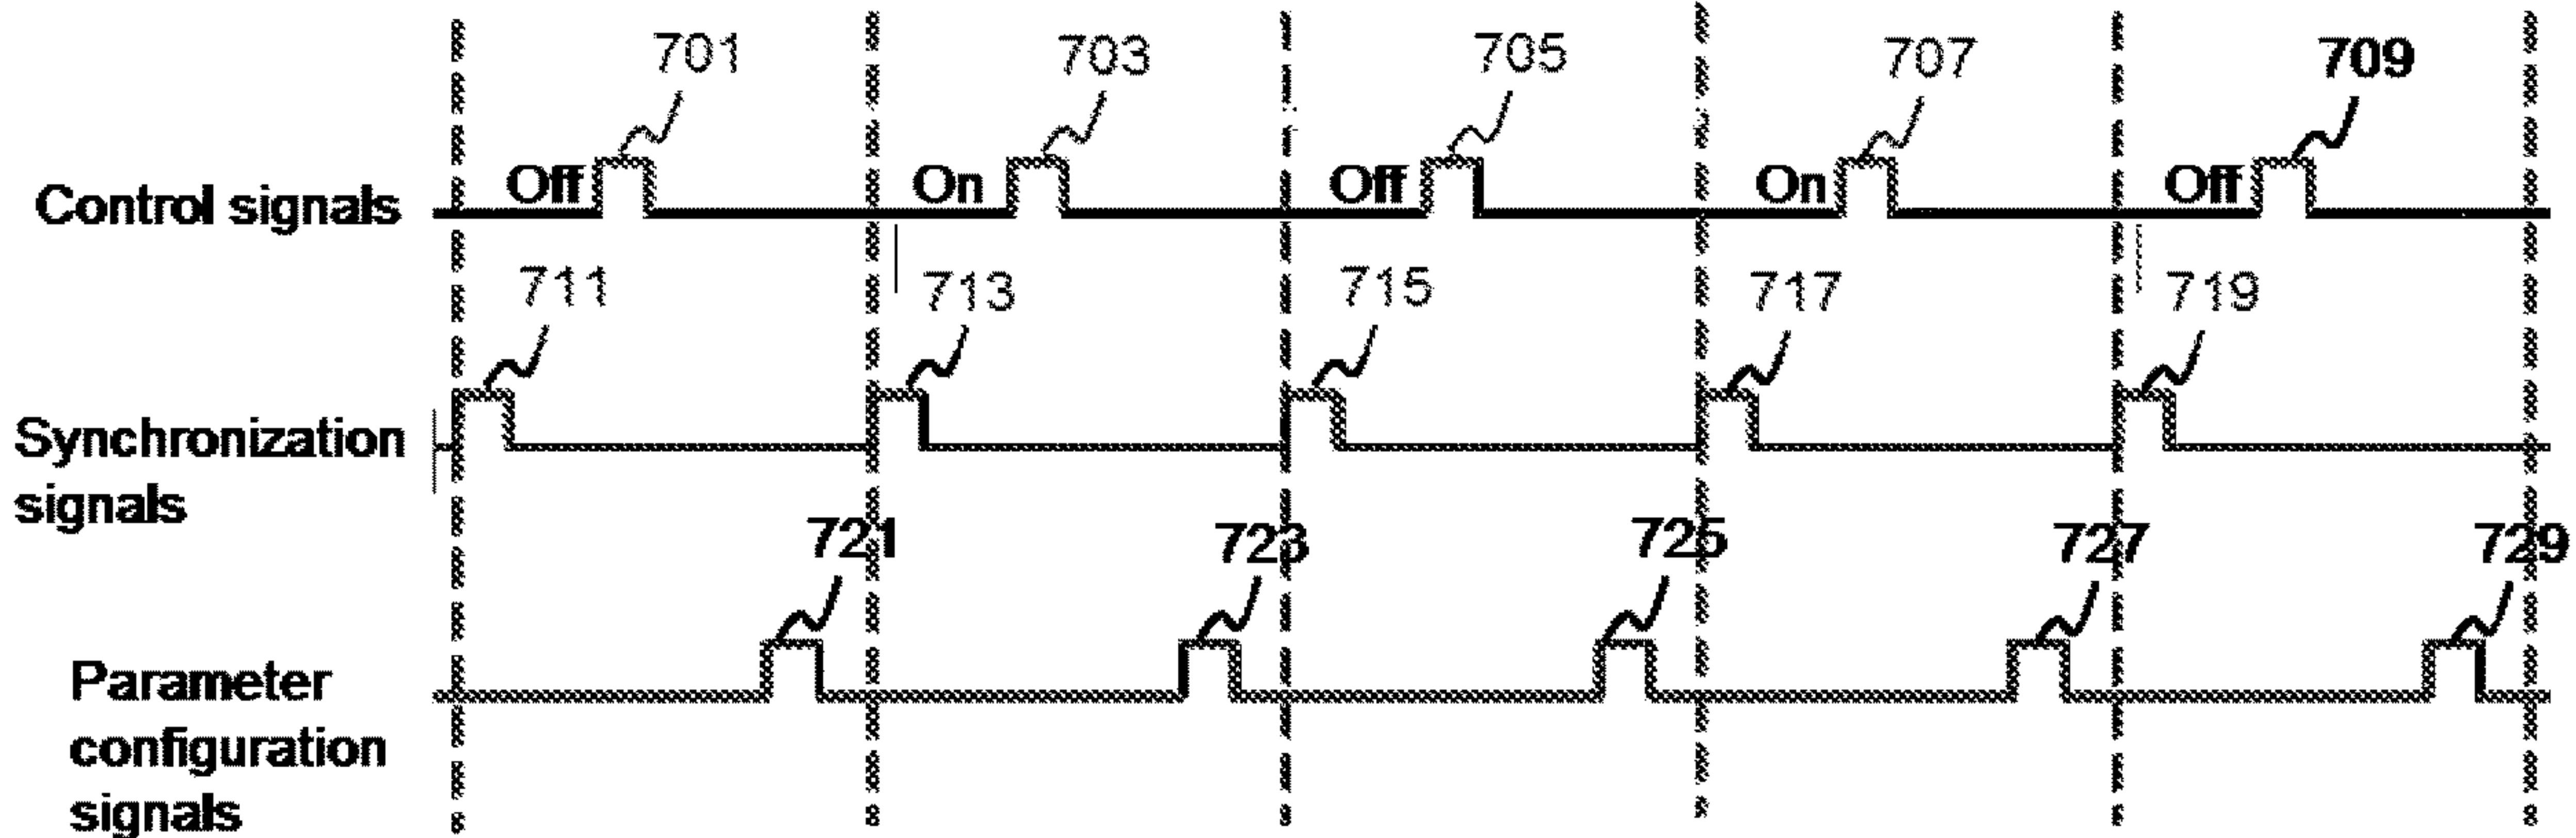 701 703 705 707 709
Control signals Off On Off On Off
711 713 715 717 719
Synchronization
signals
721 723 725 727 729
Parameter
configuration
signals